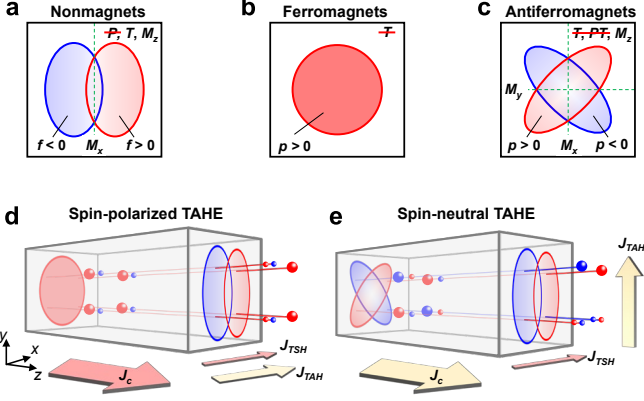 a
Nonmagnets
P, T, Mz
f < 0
Mx
f > 0
b
Ferromagnets
T
p > 0
c
Antiferromagnets
T, PT, Mz
My
p > 0
Mx
p < 0
d
Spin-polarized TAHE
y
x
z
Jc
JTSH
JTAH
e
Spin-neutral TAHE
JTAH
Jc
JTSH